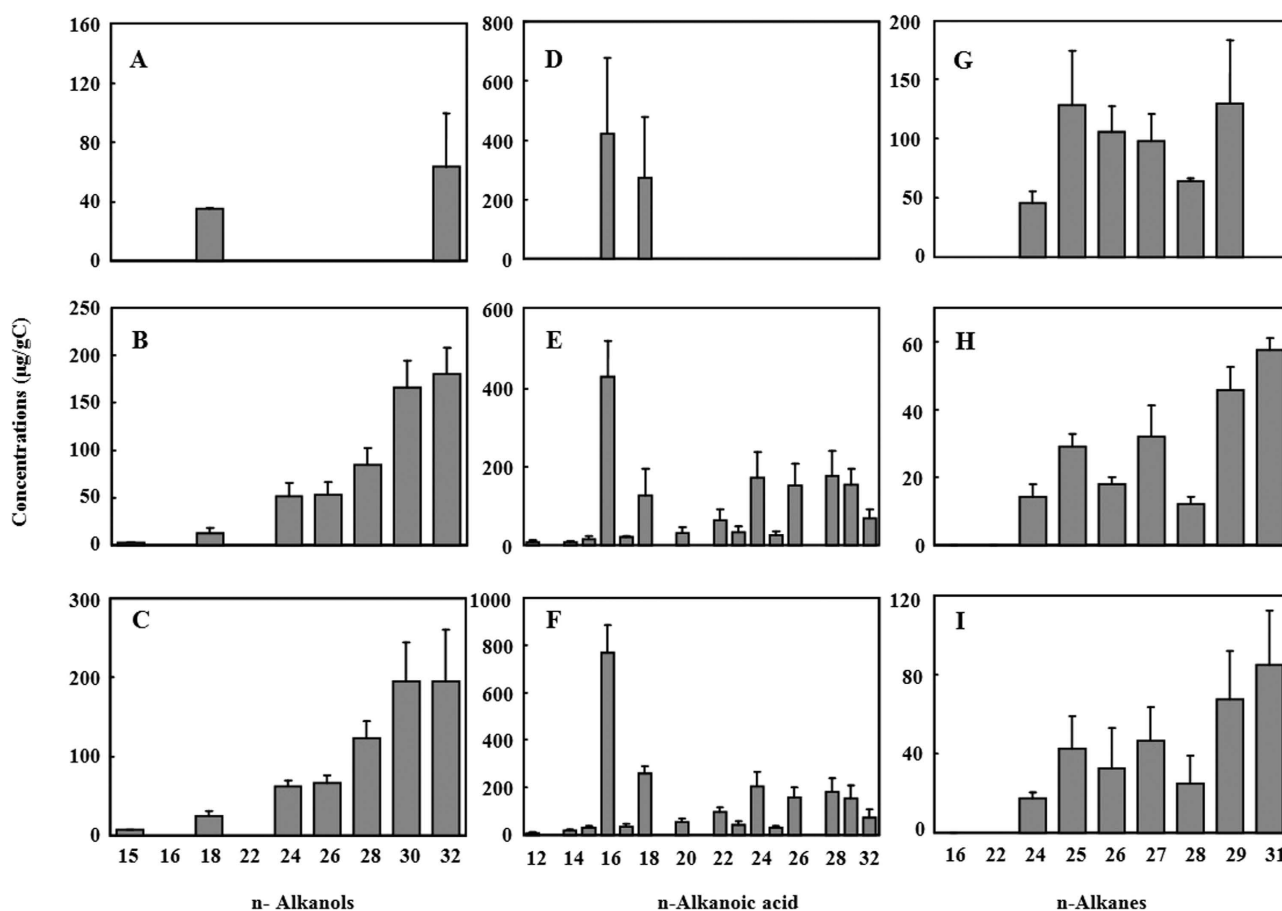 160
120
80
40
0
A
800
600
400
200
0
D
200
150
100
50
0
G
Concentrations (µg/gC)
250
200
150
100
50
0
B
600
400
200
0
E
60
40
20
0
H
300
200
100
0
C
15 16 18 22 24 26 28 30 32
n- Alkanols
1000
800
600
400
200
0
F
12 14 16 18 20 22 24 26 28 32
n-Alkanoic acid
120
80
40
0
I
16 22 24 25 26 27 28 29 31
n-Alkanes